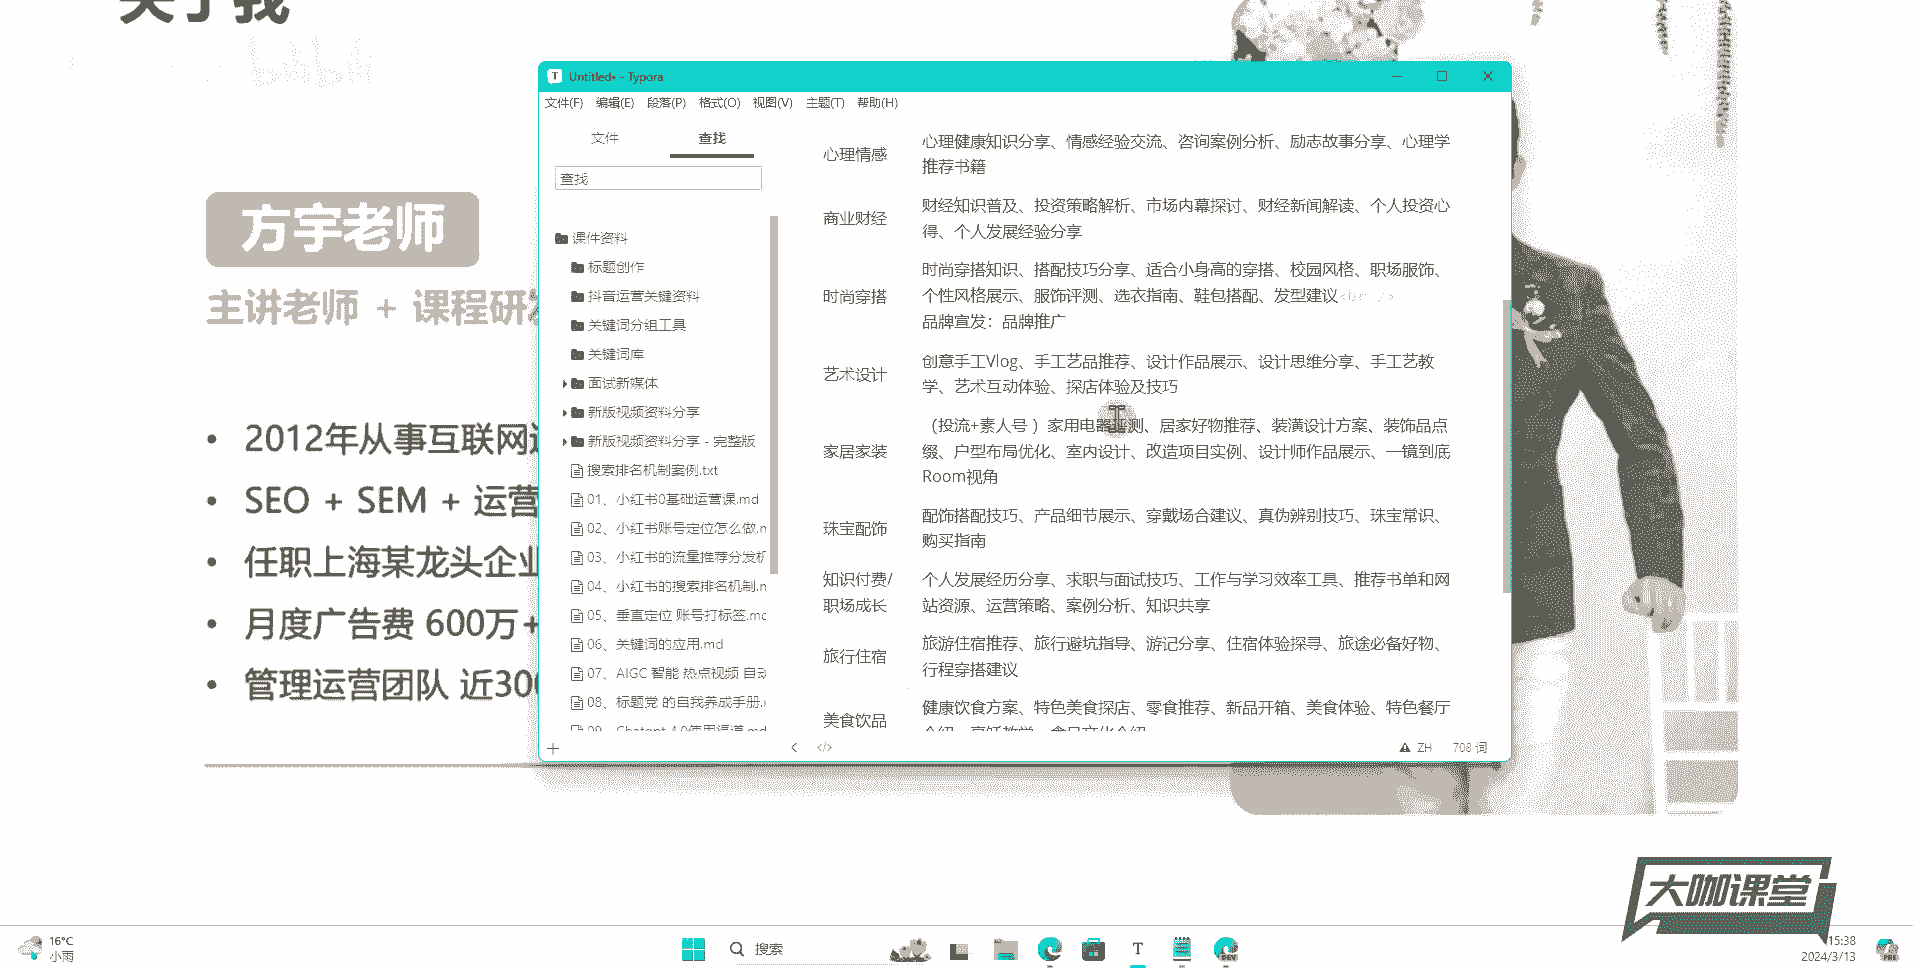 关于我
bilibili
方宇老师
主讲老师 + 课程研发
2012年从事互联网
SEO + SEM + 运营
任职上海某龙头企业
月度广告费 600万+
管理运营团队 近300
Untitled• - Typora
文件(F) 编辑(E) 段落(P) 格式(O) 视图(V) 主题(T) 帮助(H)
文件 查找
查找
课件资料
标题创作
抖音运营关键资料
关键词分组工具
关键词库
面试新媒体
新版视频资料分享
新版视频资料分享 - 完整版
搜索排名机制案例.txt
01、小红书0基础运营课.md
02、小红书账号定位怎么做.m
03、小红书的流量推荐分发机
04、小红书的搜索排名机制.m
05、垂直定位 账号打标签.mc
06、关键词的应用.md
07、AIGC 智能 热点视频 自动
08、标题党 的自我养成手册.
09、Chatgpt 4.0使用渠道.md
心理情感
心理健康知识分享、情感经验交流、咨询案例分析、励志故事分享、心理学
推荐书籍
商业财经
财经知识普及、投资策略解析、市场内幕探讨、财经新闻解读、个人投资心
得、个人发展经验分享
时尚穿搭
时尚穿搭知识、搭配技巧分享、适合小身高的穿搭、校园风格、职场服饰、
个性风格展示、服饰评测、选衣指南、鞋包搭配、发型建议<br />
品牌宣发：品牌推广
艺术设计
创意手工Vlog、手工艺品推荐、设计作品展示、设计思维分享、手工艺教
学、艺术互动体验、探店体验及技巧
家居家装
（投流+素人号 ）家用电器评测、居家好物推荐、装潢设计方案、装饰品点
缀、户型布局优化、室内设计、改造项目实例、设计师作品展示、一镜到底
Room视角
珠宝配饰
配饰搭配技巧、产品细节展示、穿戴场合建议、真伪辨别技巧、珠宝常识、
购买指南
知识付费/
职场成长
个人发展经历分享、求职与面试技巧、工作与学习效率工具、推荐书单和网
站资源、运营策略、案例分析、知识共享
旅行住宿
旅游住宿推荐、旅行避坑指导、游记分享、住宿体验探寻、旅途必备好物、
行程穿搭建议
美食饮品
健康饮食方案、特色美食探店、零食推荐、新品开箱、美食体验、特色餐厅
介绍、烹饪教学、食品文化介绍
ZH 708 词
大咖课堂
16°C
小雨
搜索
15:38
2024/3/13